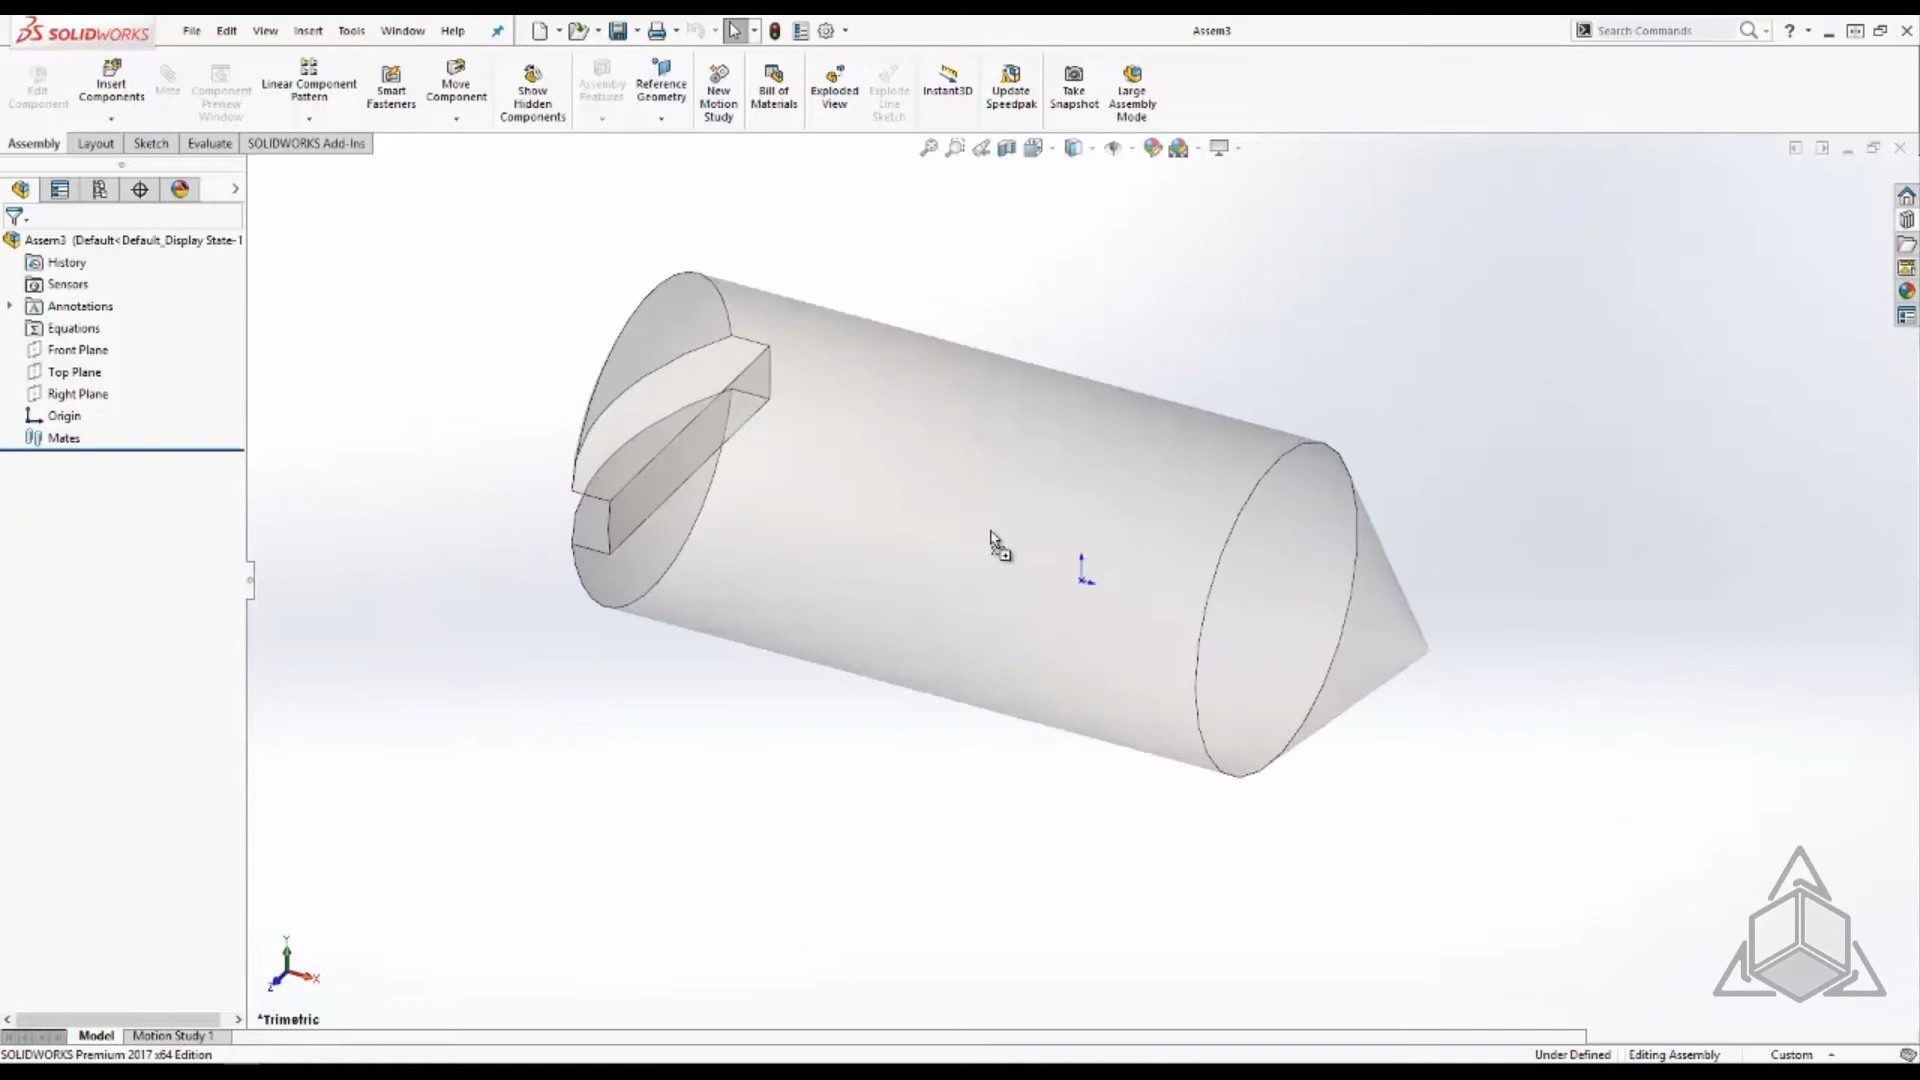 SOLIDWORKS File Edit View Insert Tools Window Help Assem3 Search Commands ?
Edit Component
Insert Components
Mate
Component Preview Window
Linear Component Pattern
Smart Fasteners
Move Component
Show Hidden Components
Assembly Features
Reference Geometry
New Motion Study
Bill of Materials
Exploded View
Explode Line Sketch
Instant3D
Update Speedpak
Take Snapshot
Large Assembly Mode
Assembly Layout Sketch Evaluate SOLIDWORKS Add-Ins
Assem3 (Default<Default_Display State-1
History
Sensors
Annotations
Equations
Front Plane
Top Plane
Right Plane
Origin
Mates
Y
X
Z
*Trimetric
Model Motion Study 1
SOLIDWORKS Premium 2017 x64 Edition Under Defined Editing Assembly Custom